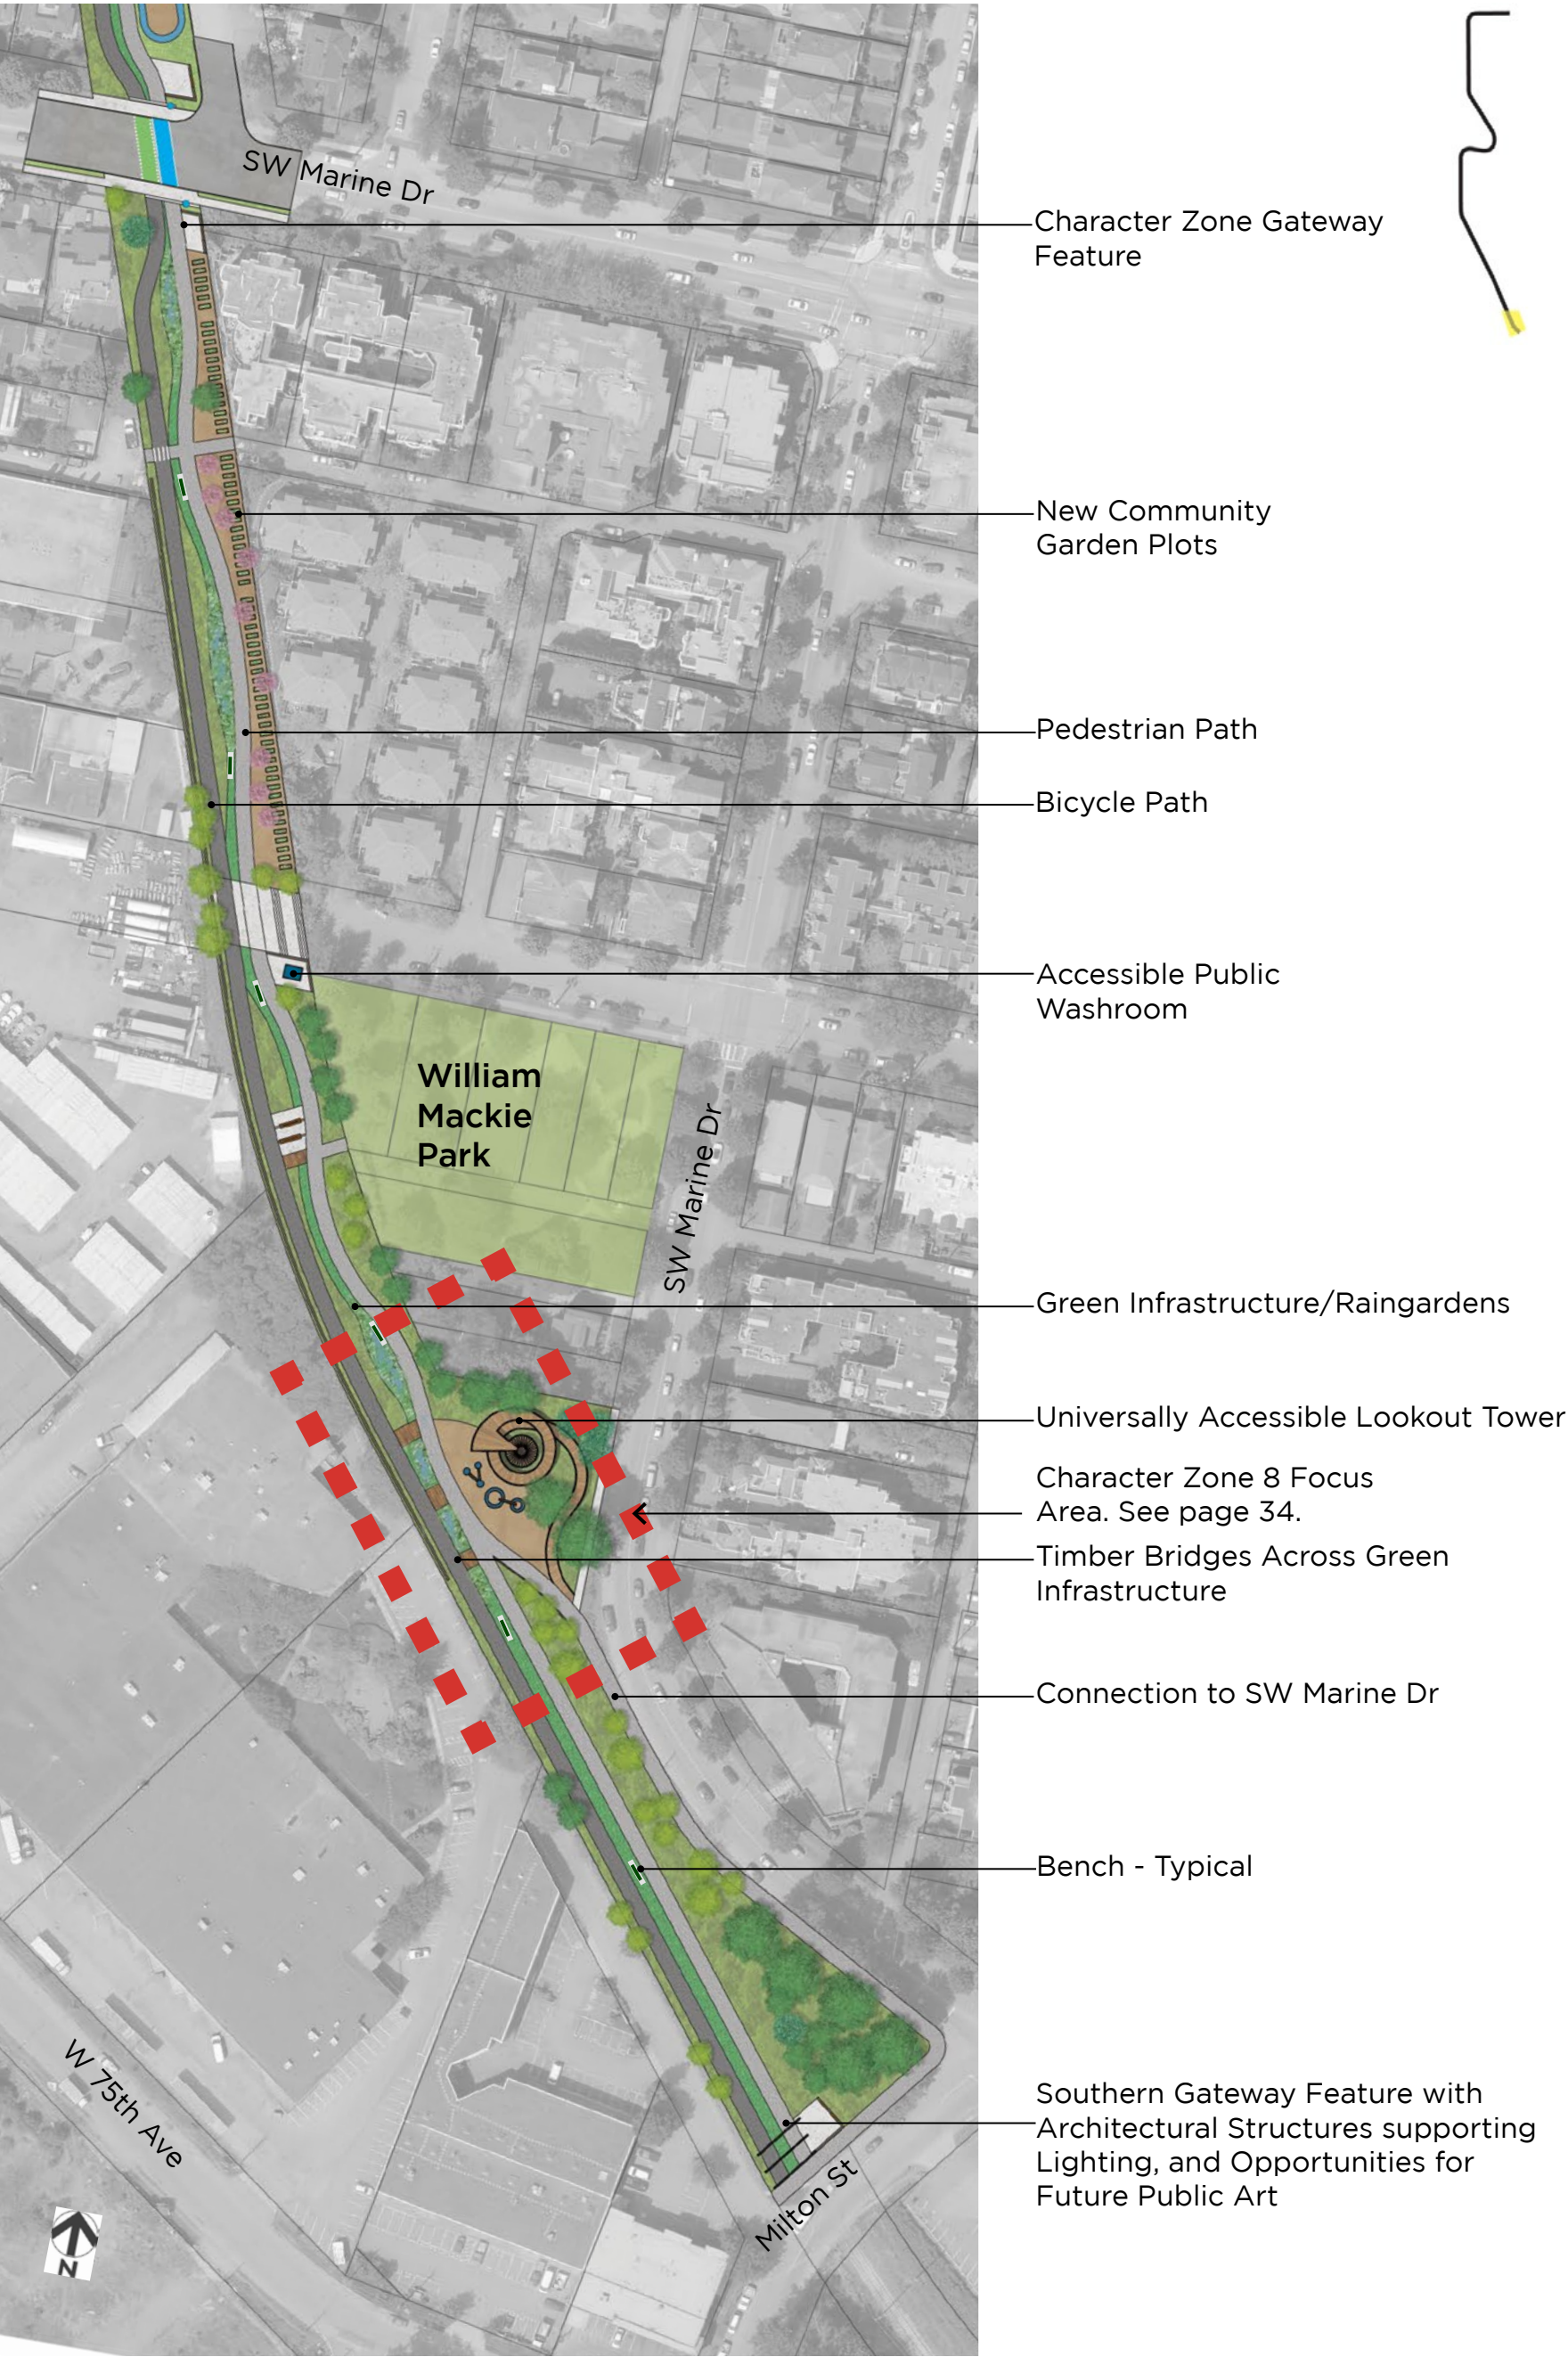 SW Marine Dr
Character Zone Gateway
Feature
New Community
Garden Plots
Pedestrian Path
Bicycle Path
Accessible Public
Washroom
William
Mackie
Park
SW Marine Dr
Green Infrastructure/Raingardens
Universally Accessible Lookout Tower
Character Zone 8 Focus
Area. See page 34.
Timber Bridges Across Green
Infrastructure
Connection to SW Marine Dr
Bench - Typical
W 75th Ave
Southern Gateway Feature with
Architectural Structures supporting
Lighting, and Opportunities for
Future Public Art
Milton St
N